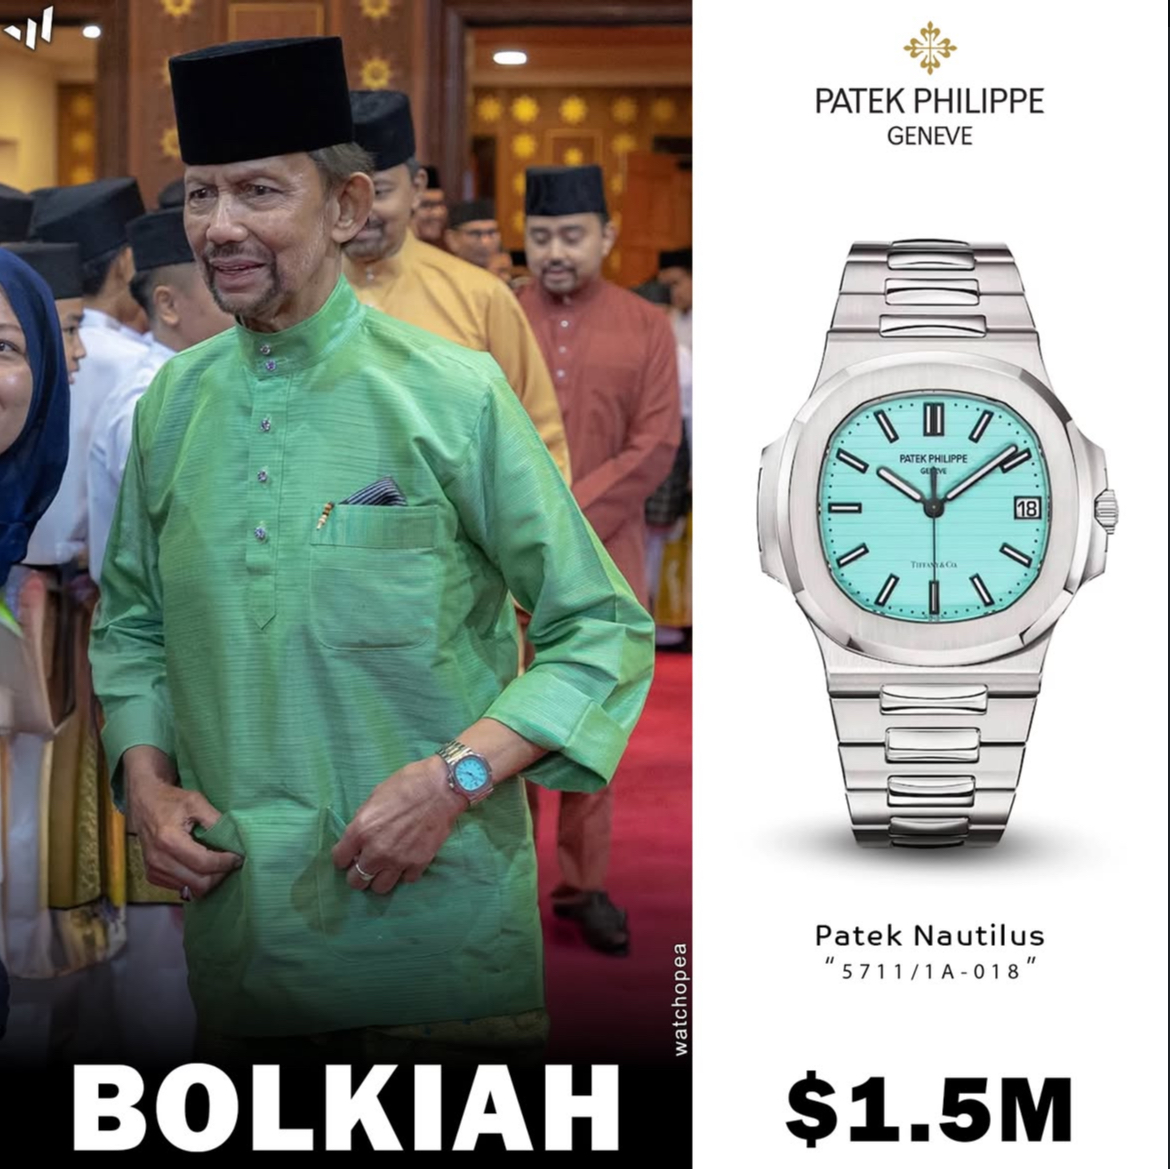 BOLKIAH
watchopea
PATEK PHILIPPE
GENEVE
PATEK PHILIPPE
GENEVE
18
TIFFANY & CO.
Patek Nautilus
“5711/1A-018”
$1.5M